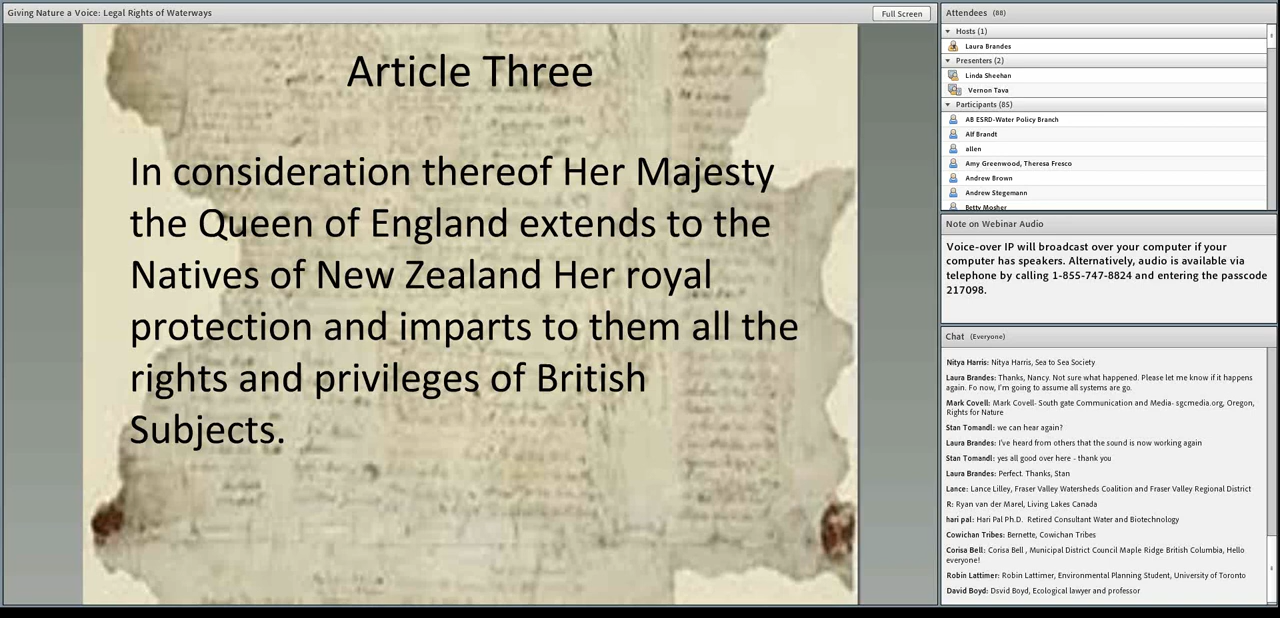 Giving Nature a Voice: Legal Rights of Waterways
Full Screen
Article Three
In consideration thereof Her Majesty
the Queen of England extends to the
Natives of New Zealand Her royal
protection and imparts to them all the
rights and privileges of British
Subjects.
Attendees (88)
Hosts (1)
Laura Brandes
Presenters (2)
Linda Sheehan
Vernon Tava
Participants (85)
AB ESRD-Water Policy Branch
Alf Brandt
allen
Amy Greenwood, Theresa Fresco
Andrew Brown
Andrew Stegemann
Betty Mosher
Note on Webinar Audio
Voice-over IP will broadcast over your computer if your
computer has speakers. Alternatively, audio is available via
telephone by calling 1-855-747-8824 and entering the passcode
217098.
Chat (Everyone)
Nitya Harris: Nitya Harris, Sea to Sea Society
Laura Brandes: Thanks, Nancy. Not sure what happened. Please let me know if it happens
again. Fo now, I'm going to assume all systems are go.
Mark Covell: Mark Covell- South gate Communication and Media- sgcmedia.org, Oregon,
Rights for Nature
Stan Tomandl: we can hear again?
Laura Brandes: I've heard from others that the sound is now working again
Stan Tomandl: yes all good over here - thank you
Laura Brandes: Perfect. Thanks, Stan
Lance: Lance Lilley, Fraser Valley Watersheds Coalition and Fraser Valley Regional District
R: Ryan van der Marel, Living Lakes Canada
hari pal: Hari Pal Ph.D. Retired Consultant Water and Biotechnology
Cowichan Tribes: Bernette, Cowichan Tribes
Corisa Bell: Corisa Bell , Municipal District Council Maple Ridge British Columbia, Hello
everyone!
Robin Lattimer: Robin Lattimer, Environmental Planning Student, University of Toronto
David Boyd: Dsvid Boyd, Ecological lawyer and professor